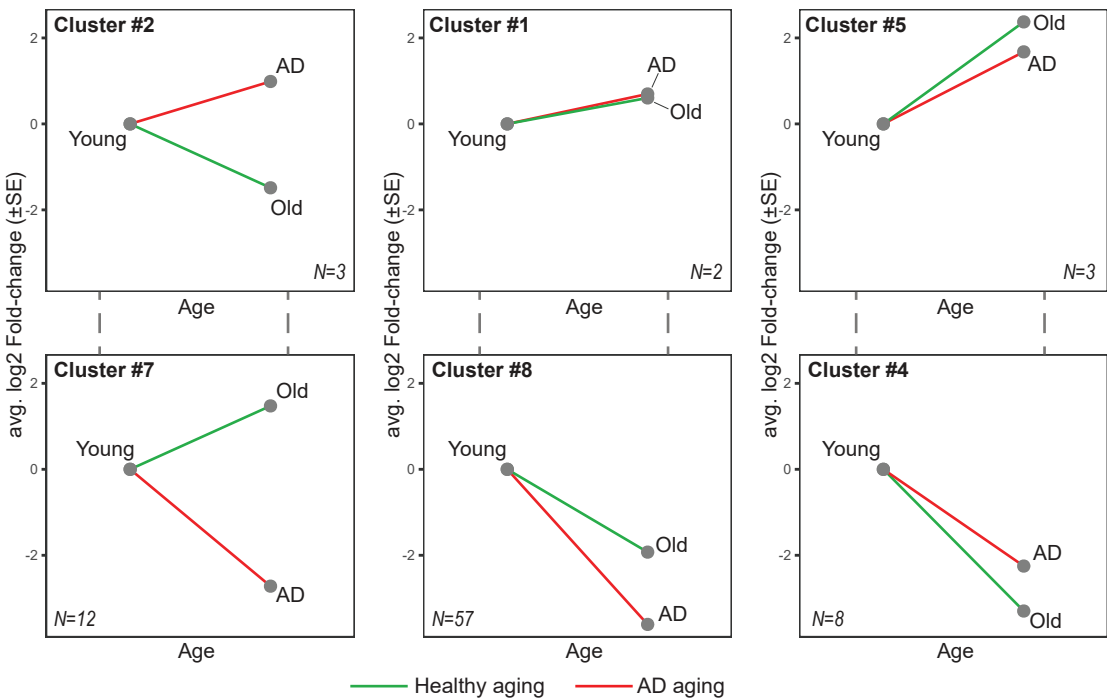 Cluster #2
2
0
-2
AD
Young
Old
N=3
Age
Cluster #1
AD
Old
Young
N=2
Age
avg. log2 Fold-change (±SE)
Cluster #5
2
0
-2
Old
AD
Young
N=3
Age
avg. log2 Fold-change (±SE)
Cluster #7
2
0
-2
Old
Young
AD
N=12
Age
avg. log2 Fold-change (±SE)
Cluster #8
2
0
-2
Young
Old
AD
N=57
Age
Cluster #4
2
0
-2
Young
AD
Old
N=8
Age
2
0
-2
Healthy aging
AD aging